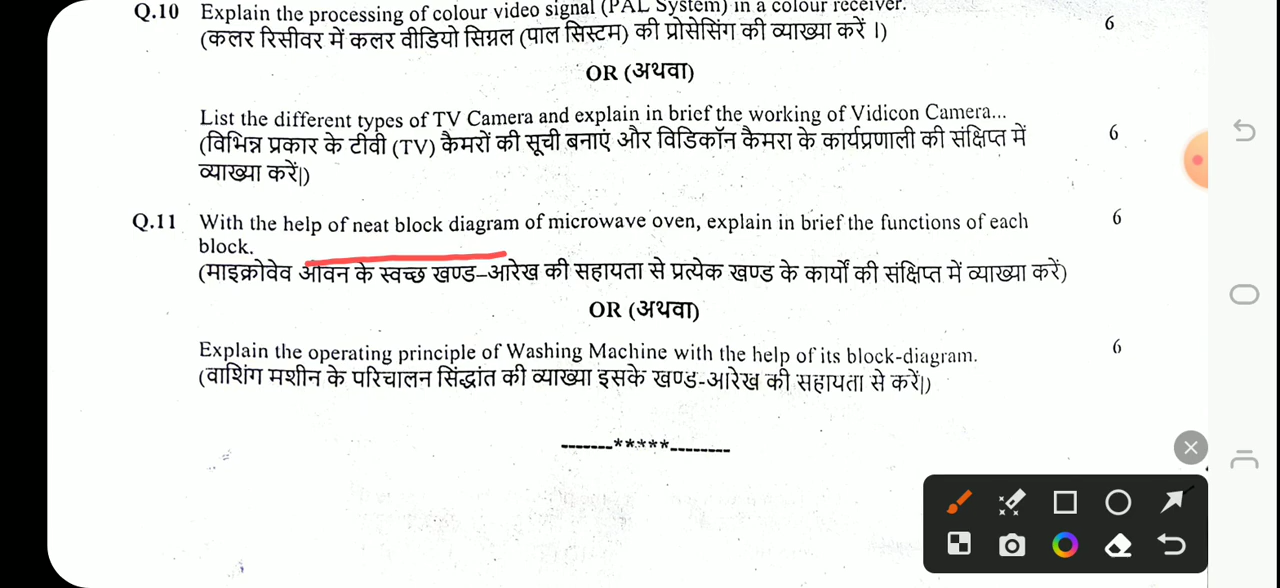 Q.10 Explain the processing of colour video signal (PAL System) in a colour receiver. 6
(कलर रिसीवर में कलर वीडियो सिग्नल (पाल सिस्टम) की प्रोसेसिंग की व्याख्या करें ।)
OR (अथवा)
List the different types of TV Camera and explain in brief the working of Vidicon Camera...
(विभिन्न प्रकार के टीवी (TV) कैमरों की सूची बनाएं और विडिकॉन कैमरा के कार्यप्रणाली की संक्षिप्त में 6
व्याख्या करें|)
Q.11 With the help of neat block diagram of microwave oven, explain in brief the functions of each 6
block.
(माइक्रोवेव ओवन के स्वच्छ खण्ड–आरेख की सहायता से प्रत्येक खण्ड के कार्यों की संक्षिप्त में व्याख्या करें)
OR (अथवा)
Explain the operating principle of Washing Machine with the help of its block-diagram. 6
(वाशिंग मशीन के परिचालन सिंद्धांत की व्याख्या इसके खण्ड-आरेख की सहायता से करें|)
-------*****--------